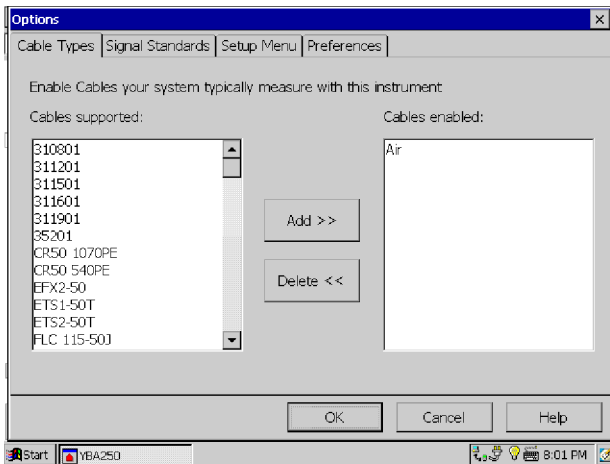 Options
Cable Types Signal Standards Setup Menu Preferences
Enable Cables your system typically measure with this instrument
Cables supported:
Cables enabled:
310801
311201
311501
311601
311901
35201
CR50 1070PE
CR50 540PE
EFX2-50
ETS1-50T
ETS2-50T
FLC 115-50J
Add >>
Delete <<
Air
OK Cancel Help
Start YBA250 8:01 PM